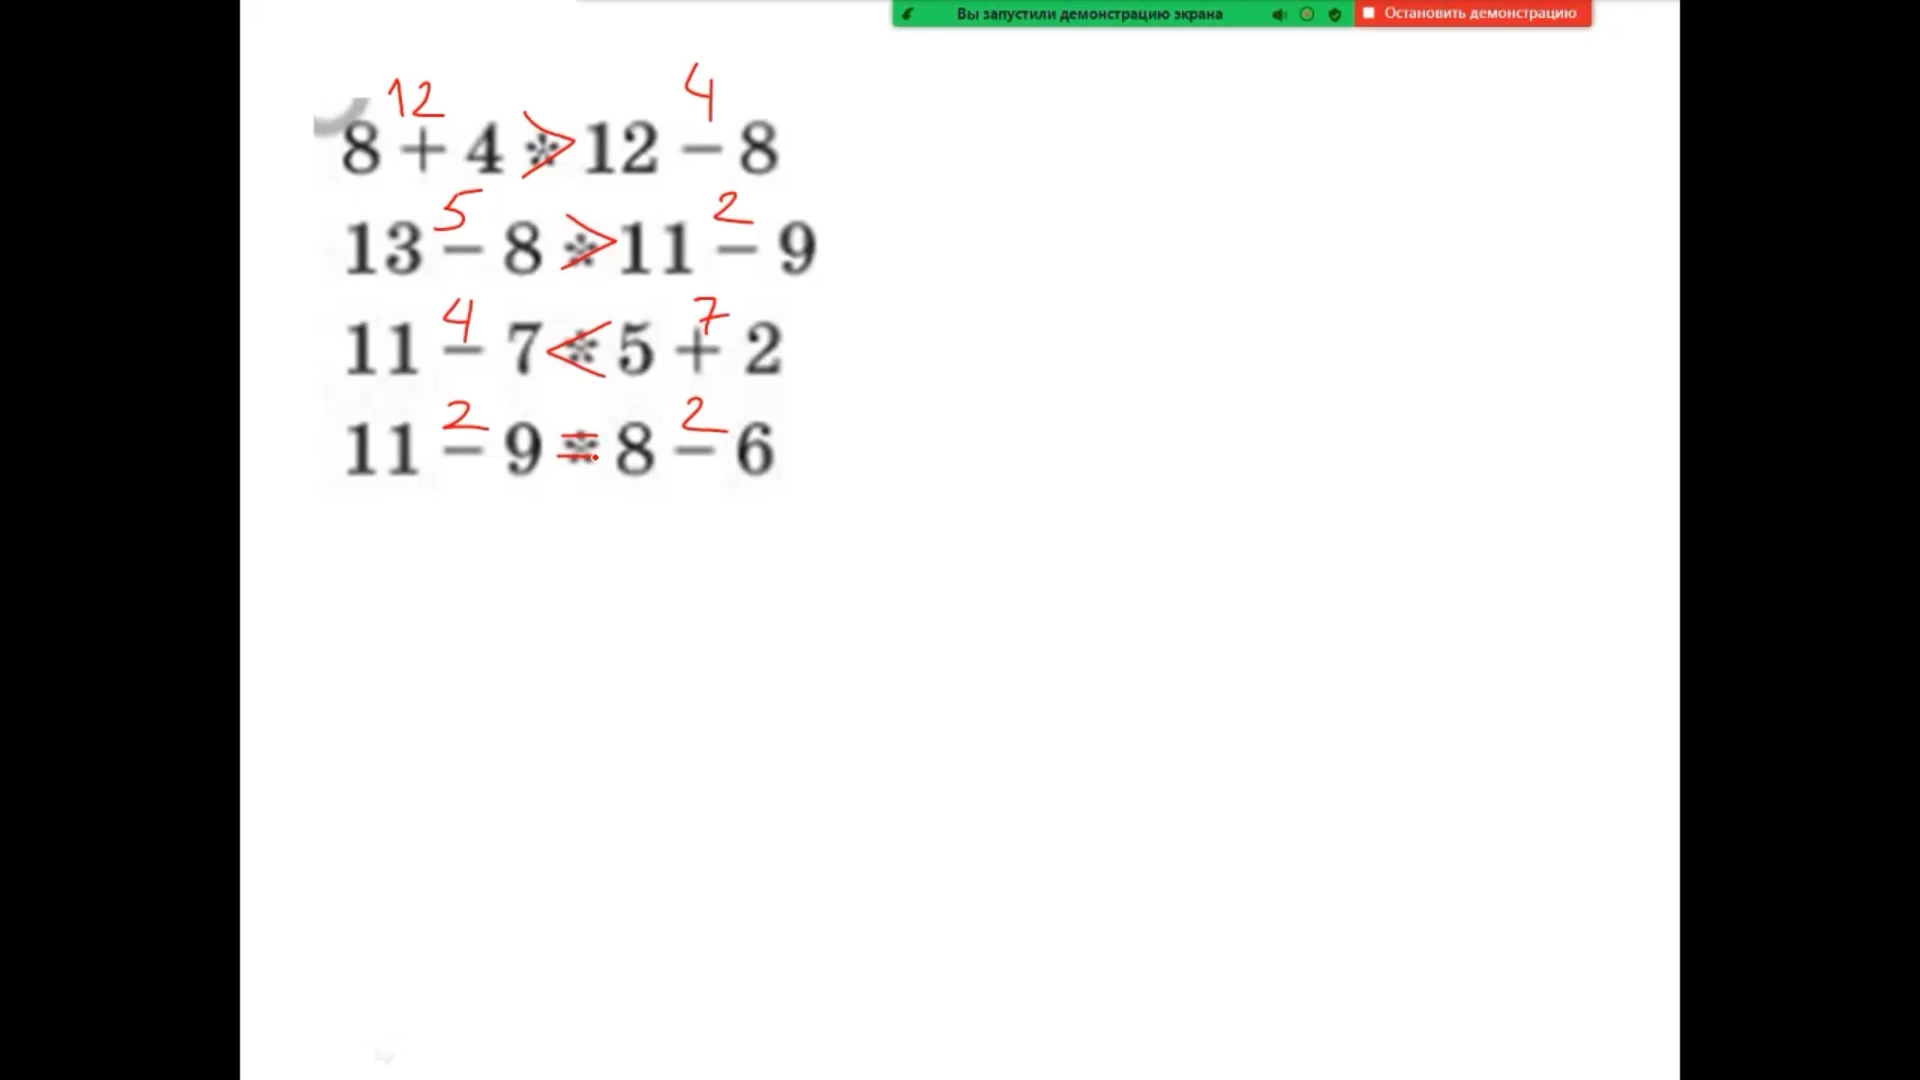 Вы запустили демонстрацию экрана Остановить демонстрацию
12 4
8 + 4 > 12 - 8
5 2
13 - 8 > 11 - 9
4 7
11 - 7 < 5 + 2
2 2
11 - 9 = 8 - 6